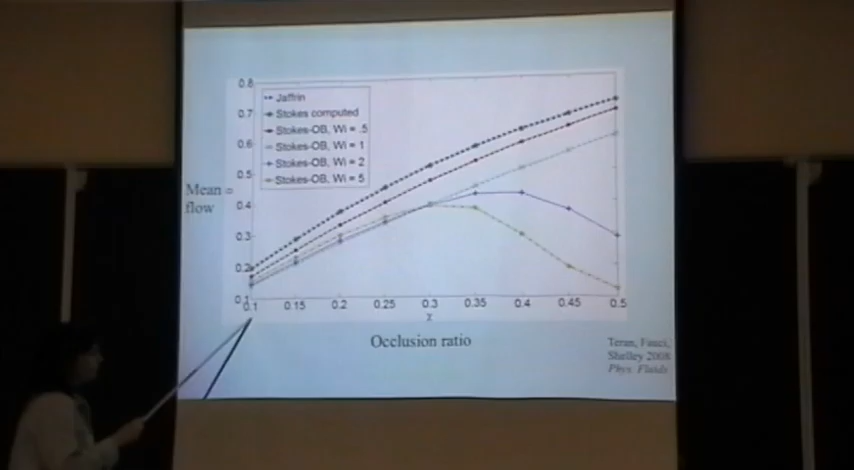 0.8
0.7
0.6
0.5
0.4
0.3
0.2
0.1
Jaffrin
Stokes computed
Stokes-OB, Wi = .5
Stokes-OB, Wi = 1
Stokes-OB, Wi = 2
Stokes-OB, Wi = 5
Mean =
flow
0.1 0.15 0.2 0.25 0.3 0.35 0.4 0.45 0.5
χ
Occlusion ratio
Teran, Fauci,
Shelley 2008
Phys. Fluids